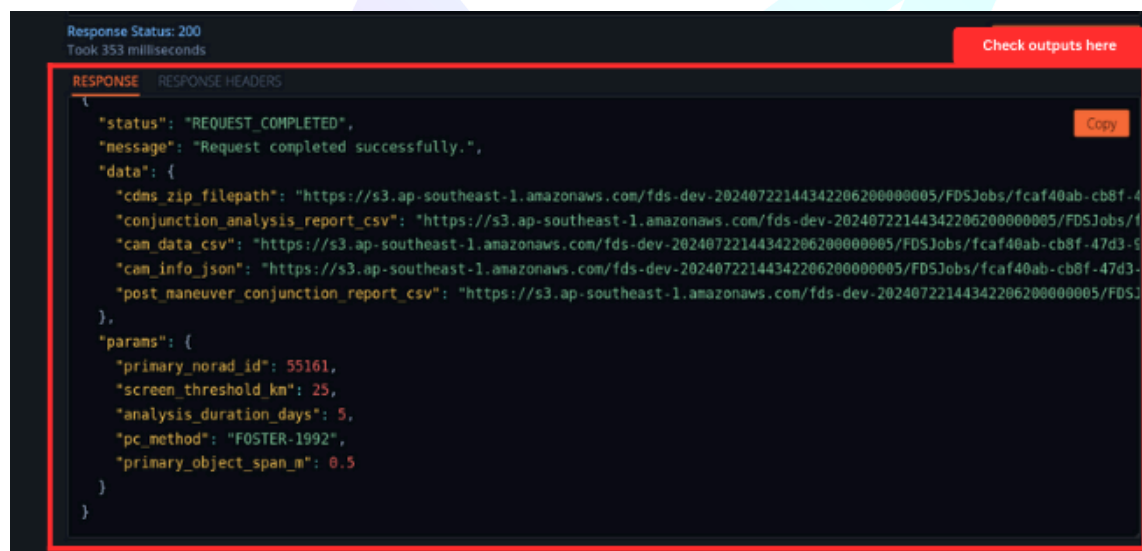 Response Status: 200
Took 353 milliseconds
Check outputs here
RESPONSE RESPONSE HEADERS
{
"status": "REQUEST_COMPLETED",
Copy
"message": "Request completed successfully.",
"data": {
"cdms_zip_filepath": "https://s3.ap-southeast-1.amazonaws.com/fds-dev-20240722144342206200000005/FDSJobs/fcaf40ab-cb8f-4
"conjunction_analysis_report_csv": "https://s3.ap-southeast-1.amazonaws.com/fds-dev-20240722144342206200000005/FDSJobs/f
"cam_data_csv": "https://s3.ap-southeast-1.amazonaws.com/fds-dev-20240722144342206200000005/FDSJobs/fcaf40ab-cb8f-47d3-9
"cam_info_json": "https://s3.ap-southeast-1.amazonaws.com/fds-dev-20240722144342206200000005/FDSJobs/fcaf40ab-cb8f-47d3-
"post_maneuver_conjunction_report_csv": "https://s3.ap-southeast-1.amazonaws.com/fds-dev-20240722144342206200000005/FDSJ
},
"params": {
"primary_norad_id": 55161,
"screen_threshold_km": 25,
"analysis_duration_days": 5,
"pc_method": "FOSTER-1992",
"primary_object_span_m": 0.5
}
}